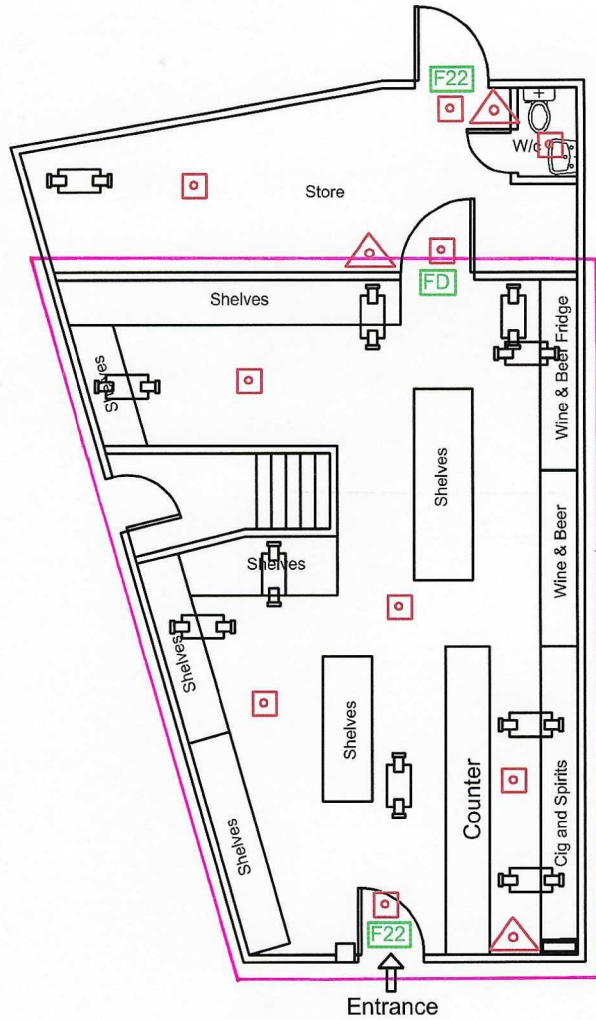 F22
W/c
Store
FD
Shelves
Wine & Beer Fridge
Shelves
Shelves
Wine & Beer
Shelves
Shelves
Shelves
Counter
Cig and Spirits
Shelves
F22
Entrance